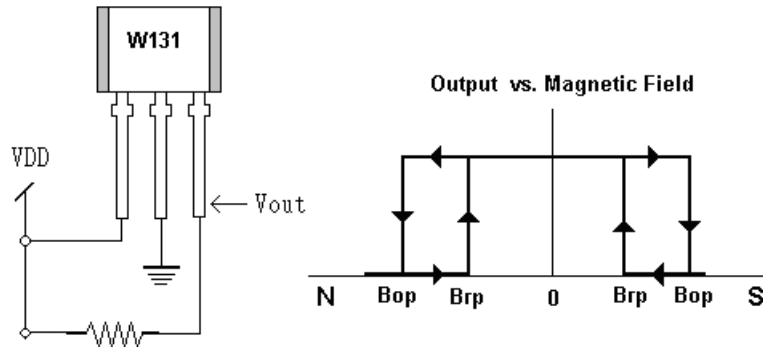 W131
VDD
Vout
Output vs. Magnetic Field
N Bop Brp 0 Brp Bop S